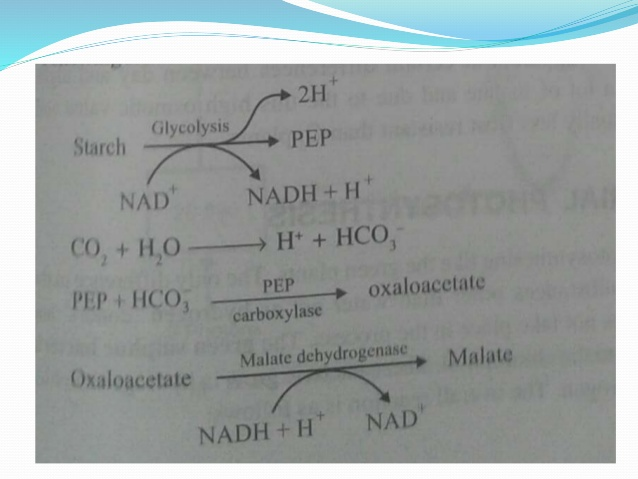 2H⁺
Glycolysis
Starch → PEP
NAD⁺ NADH + H⁺
CO₂ + H₂O → H⁺ + HCO₃⁻
PEP
PEP + HCO₃⁻ → oxaloacetate
carboxylase
Malate dehydrogenase
Oxaloacetate → Malate
NADH + H⁺ NAD⁺